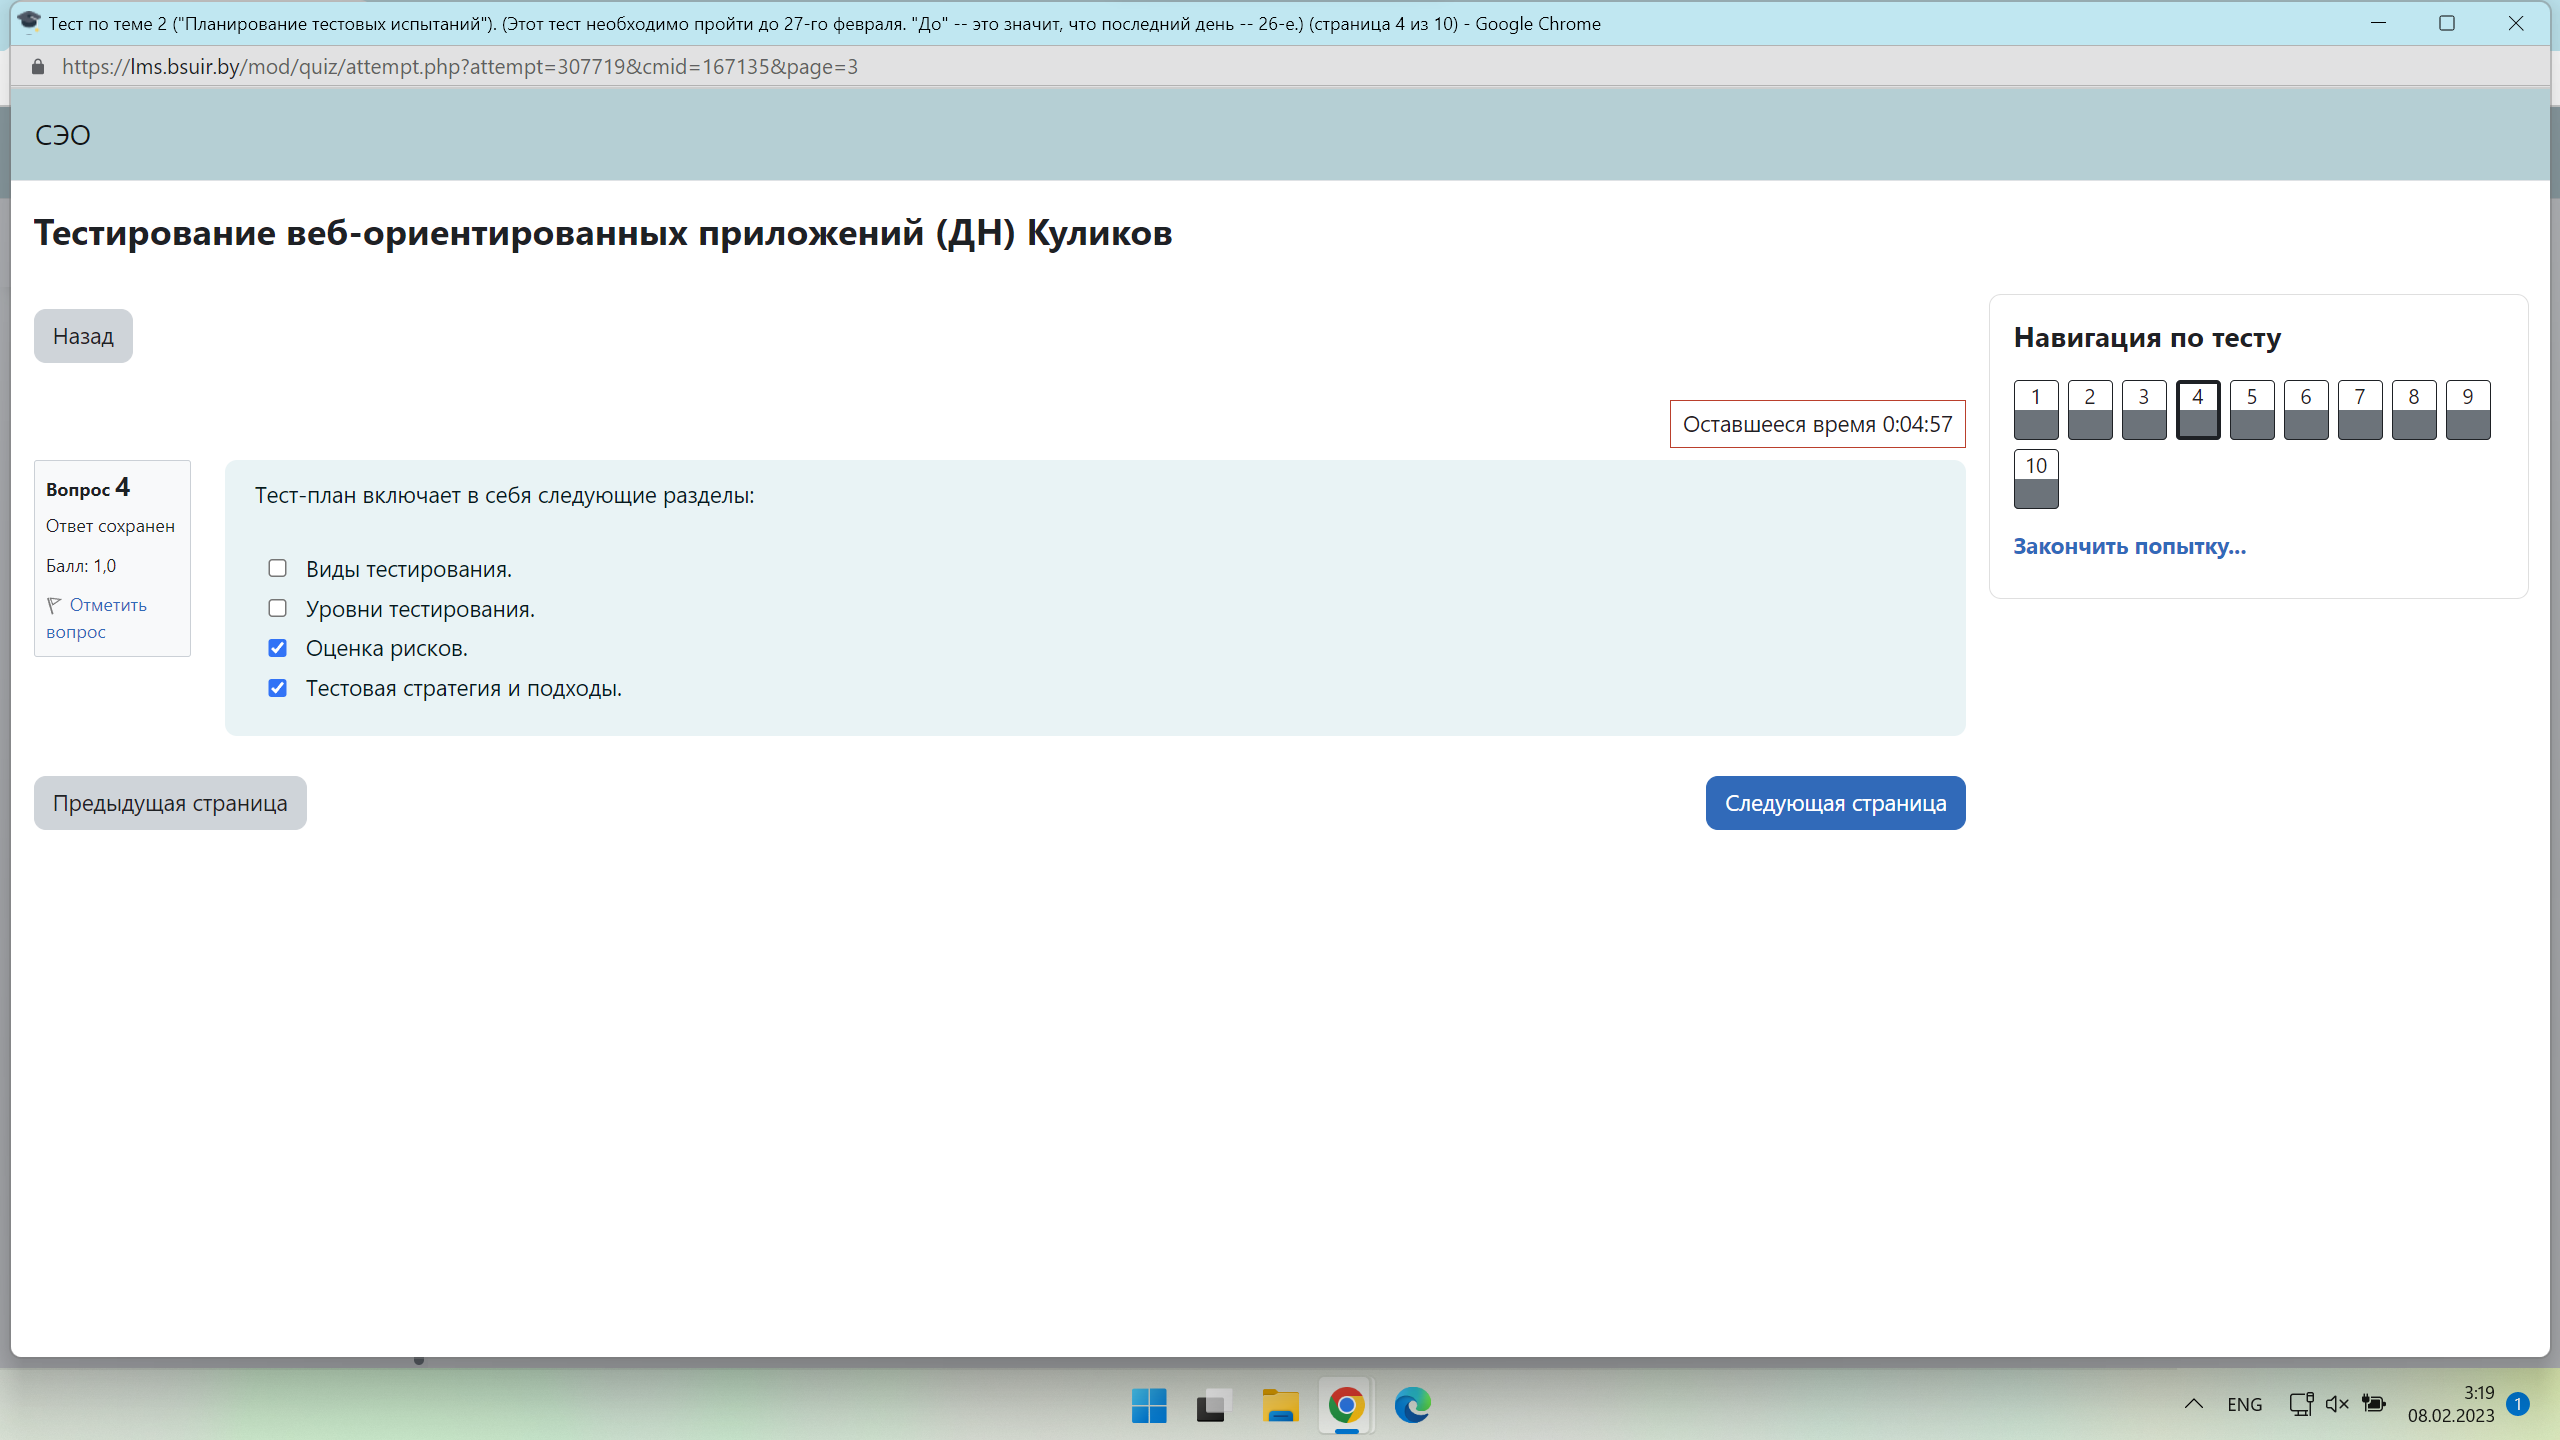 Тест по теме 2 ("Планирование тестовых испытаний"). (Этот тест необходимо пройти до 27-го февраля. "До" -- это значит, что последний день -- 26-е.) (страница 4 из 10) - Google Chrome
https://lms.bsuir.by/mod/quiz/attempt.php?attempt=307719&cmid=167135&page=3
СЭО
Тестирование веб-ориентированных приложений (ДН) Куликов
Назад
Оставшееся время 0:04:57
Вопрос 4
Ответ сохранен
Балл: 1,0
Отметить
вопрос
Тест-план включает в себя следующие разделы:
Виды тестирования.
Уровни тестирования.
Оценка рисков.
Тестовая стратегия и подходы.
Предыдущая страница
Следующая страница
Навигация по тесту
1 2 3 4 5 6 7 8 9
10
Закончить попытку...
ENG
3:19
08.02.2023
1